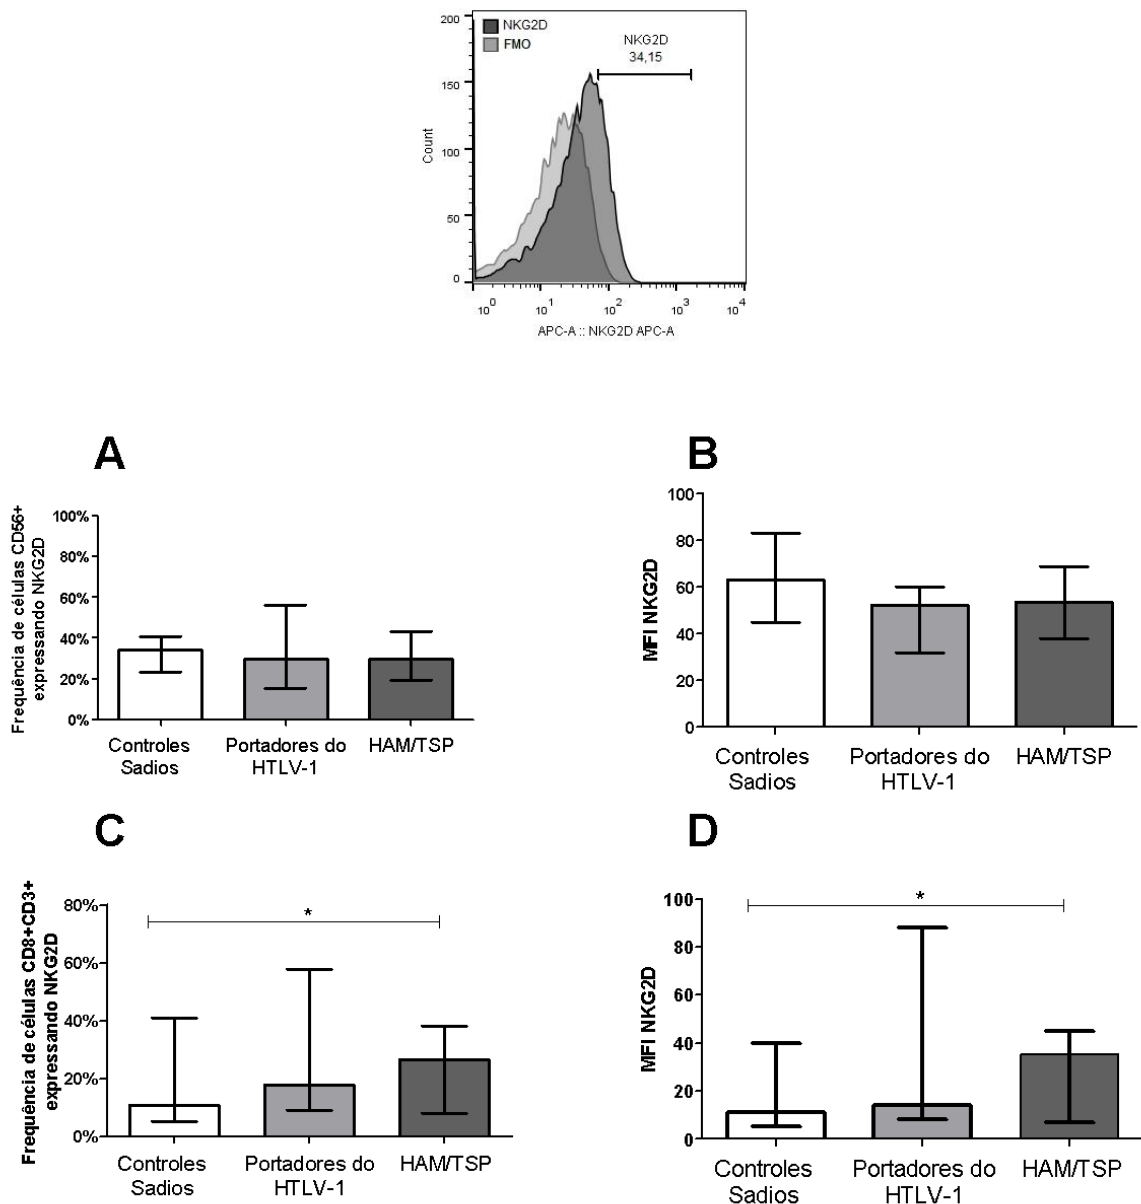 200
150
100
50
0
Count
NKG2D
FMO
NKG2D
34,15
10^0 10^1 10^2 10^3 10^4
APC-A :: NKG2D APC-A
A
Frequência de células CD56+
expressando NKG2D
100%
80%
60%
40%
20%
0%
Controles
Sadios
Portadores do
HTLV-1
HAM/TSP
B
MFI NKG2D
100
80
60
40
20
0
Controles
Sadios
Portadores do
HTLV-1
HAM/TSP
C
Frequência de células CD8+CD3+
expressando NKG2D
80%
60%
40%
20%
0%
*
Controles
Sadios
Portadores do
HTLV-1
HAM/TSP
D
MFI NKG2D
100
80
60
40
20
0
*
Controles
Sadios
Portadores do
HTLV-1
HAM/TSP